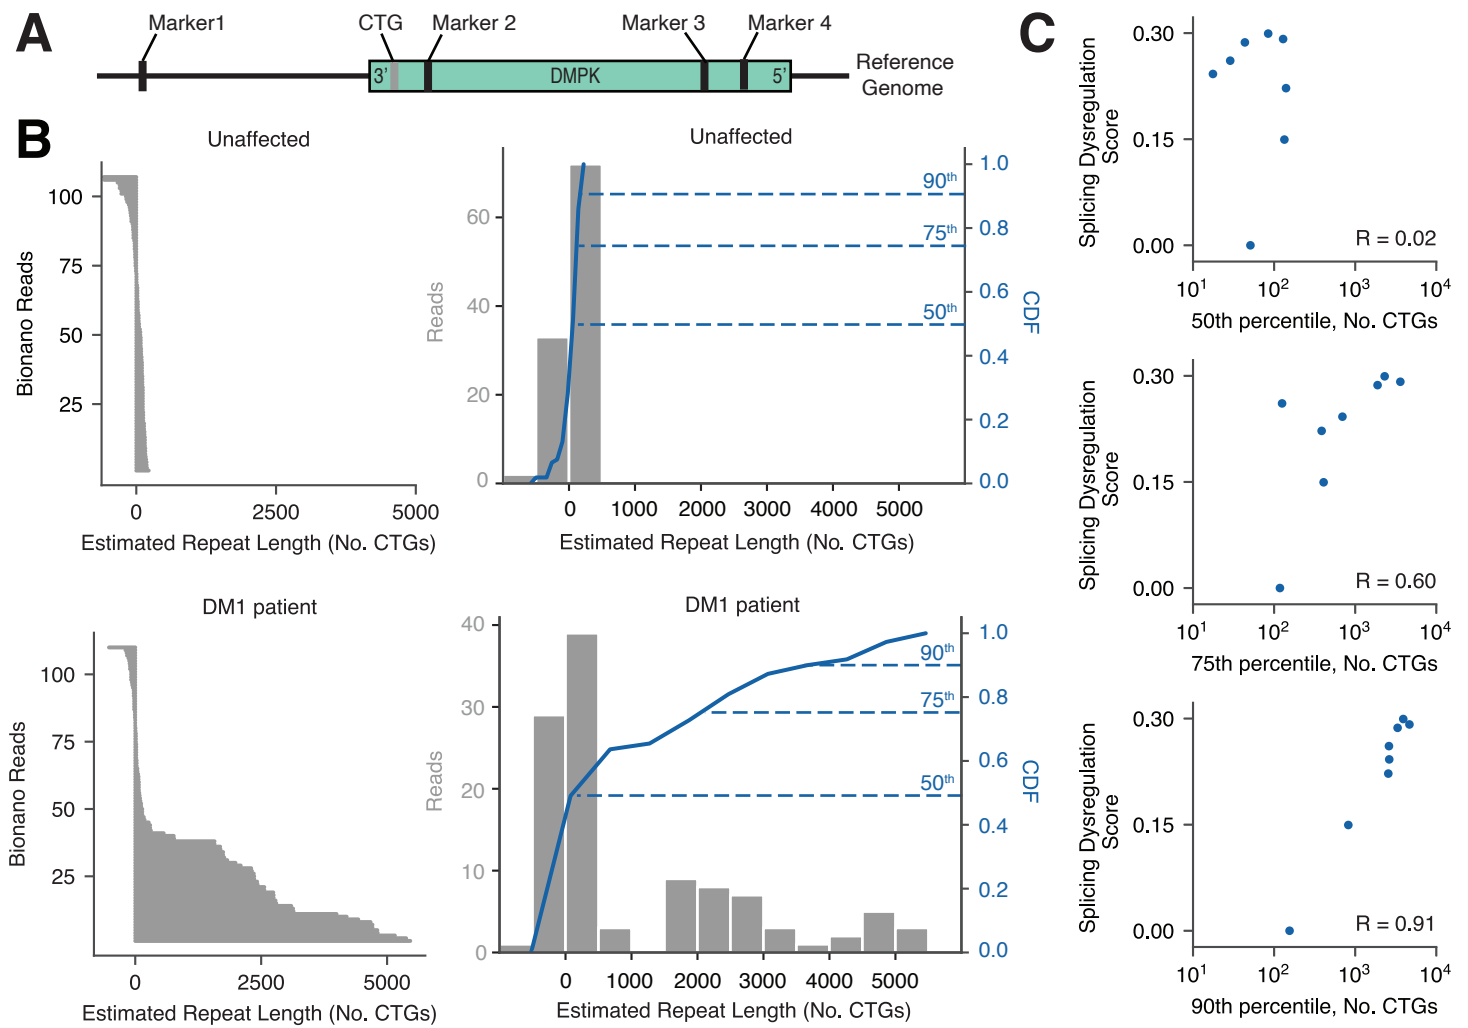 A
Marker1
CTG
Marker 2
Marker 3
Marker 4
3’
DMPK
5’
Reference
Genome
B
Unaffected
100
75
50
25
Bionano Reads
0
2500
5000
Estimated Repeat Length (No. CTGs)
Unaffected
60
40
20
0
Reads
1.0
0.8
0.6
0.4
0.2
0.0
CDF
90th
75th
50th
0
1000
2000
3000
4000
5000
Estimated Repeat Length (No. CTGs)
DM1 patient
100
75
50
25
Bionano Reads
0
2500
5000
Estimated Repeat Length (No. CTGs)
DM1 patient
40
30
20
10
0
Reads
1.0
0.8
0.6
0.4
0.2
0.0
CDF
90th
75th
50th
0
1000
2000
3000
4000
5000
Estimated Repeat Length (No. CTGs)
C
Splicing Dysregulation
Score
0.30
0.15
0.00
R = 0.02
10¹
10²
10³
10⁴
50th percentile, No. CTGs
Splicing Dysregulation
Score
0.30
0.15
0.00
R = 0.60
10¹
10²
10³
10⁴
75th percentile, No. CTGs
Splicing Dysregulation
Score
0.30
0.15
0.00
R = 0.91
10¹
10²
10³
10⁴
90th percentile, No. CTGs